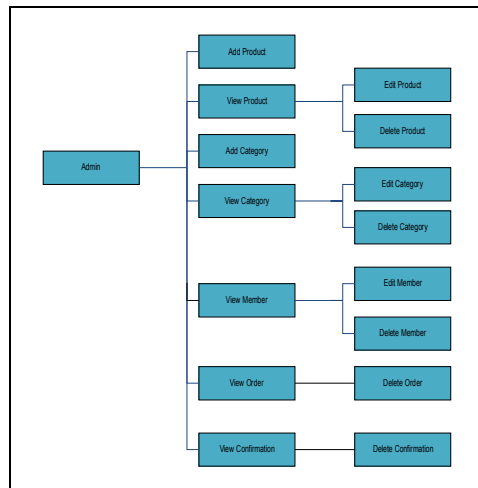 Add Product
Edit Product
View Product
Delete Product
Add Category
Admin
Edit Category
View Category
Delete Category
Edit Member
View Member
Delete Member
View Order
Delete Order
View Confirmation
Delete Confirmation